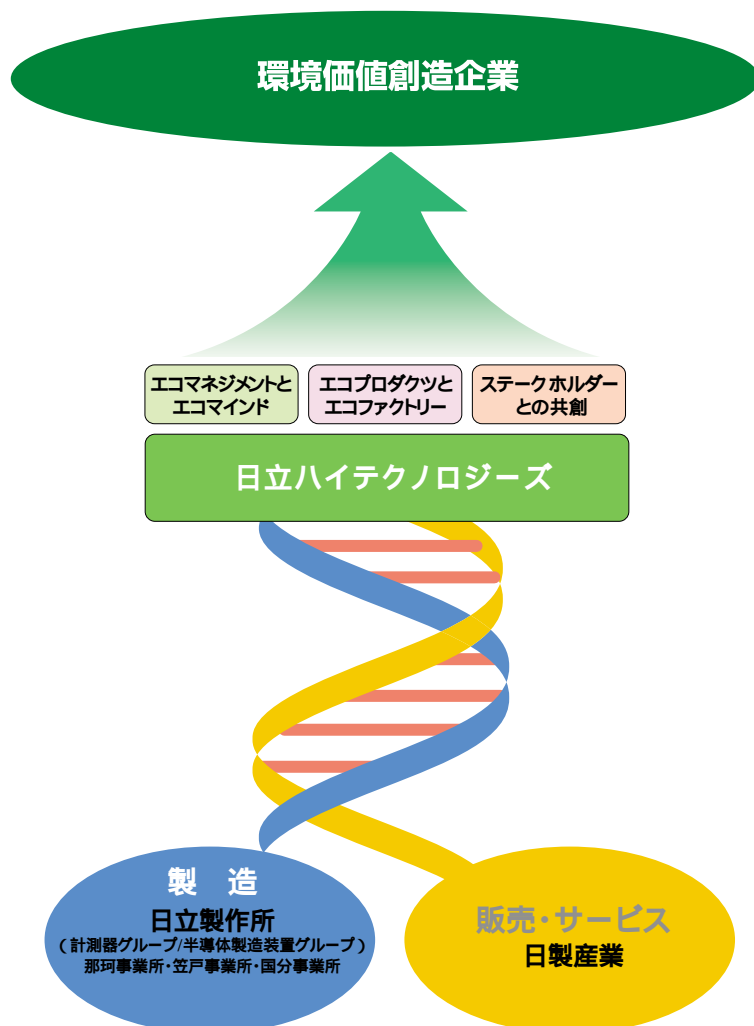 環境価値創造企業
エコマネジメントと
エコマインド
エコプロダクツと
エコファクトリー
ステークホルダー
との共創
日立ハイテクノロジーズ
製 造
日立製作所
(計測器グループ/半導体製造装置グループ)
那珂事業所・笠戸事業所・国分事業所
販売・サービス
日製産業